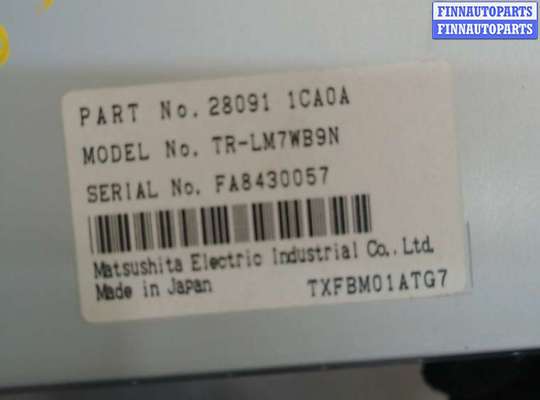 FINNAUTOPARTS
FINNAUTOPARTS
PART No. 28091 1CA0A
MODEL No. TR-LM7WB9N
SERIAL No. FA8430057
Matsushita Electric Industrial Co., Ltd.
Made in Japan
TXFBM01ATG7